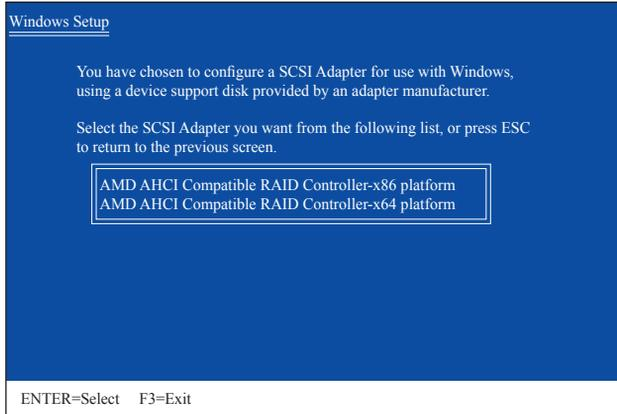 Windows Setup
You have chosen to configure a SCSI Adapter for use with Windows,
using a device support disk provided by an adapter manufacturer.
Select the SCSI Adapter you want from the following list, or press ESC
to return to the previous screen.
AMD AHCI Compatible RAID Controller-x86 platform
AMD AHCI Compatible RAID Controller-x64 platform
ENTER=Select F3=Exit